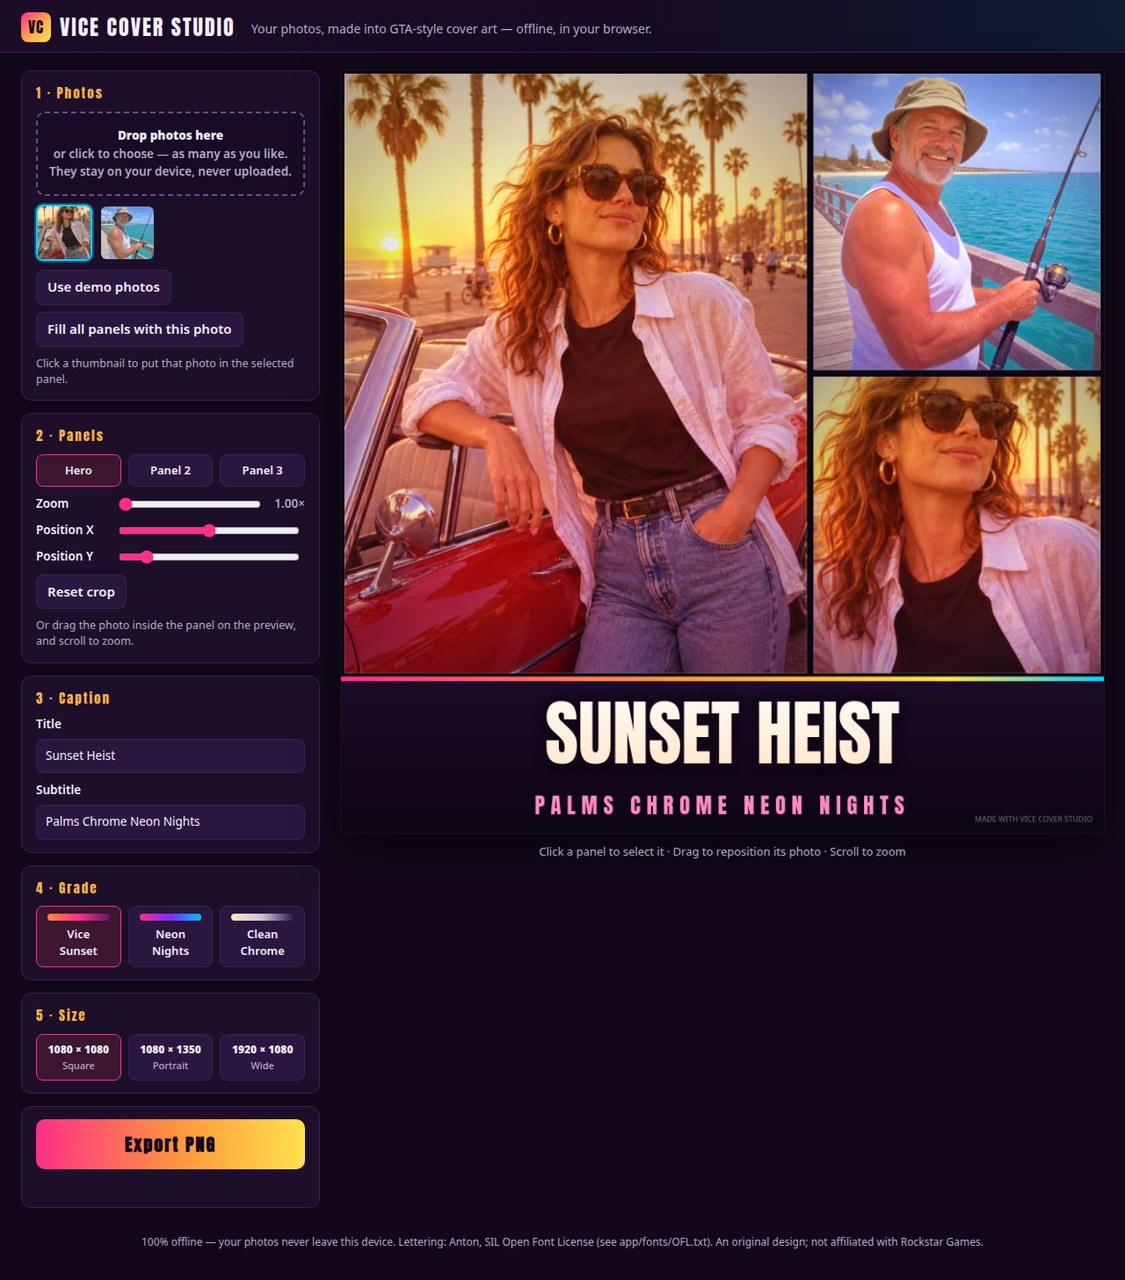 VC VICE COVER STUDIO
Your photos, made into GTA-style cover art — offline, in your browser.
1 · Photos
Drop photos here
or click to choose — as many as you like.
They stay on your device, never uploaded.
Use demo photos
Fill all panels with this photo
Click a thumbnail to put that photo in the selected
panel.
2 · Panels
Hero
Panel 2
Panel 3
Zoom
1.00×
Position X
Position Y
Reset crop
Or drag the photo inside the panel on the preview,
and scroll to zoom.
3 · Caption
Title
Sunset Heist
Subtitle
Palms Chrome Neon Nights
4 · Grade
Vice
Sunset
Neon
Nights
Clean
Chrome
5 · Size
1080 × 1080
Square
1080 × 1350
Portrait
1920 × 1080
Wide
Export PNG
SUNSET HEIST
PALMS CHROME NEON NIGHTS
MADE WITH VICE COVER STUDIO
Click a panel to select it · Drag to reposition its photo · Scroll to zoom
100% offline — your photos never leave this device. Lettering: Anton, SIL Open Font License (see app/fonts/OFL.txt). An original design; not affiliated with Rockstar Games.